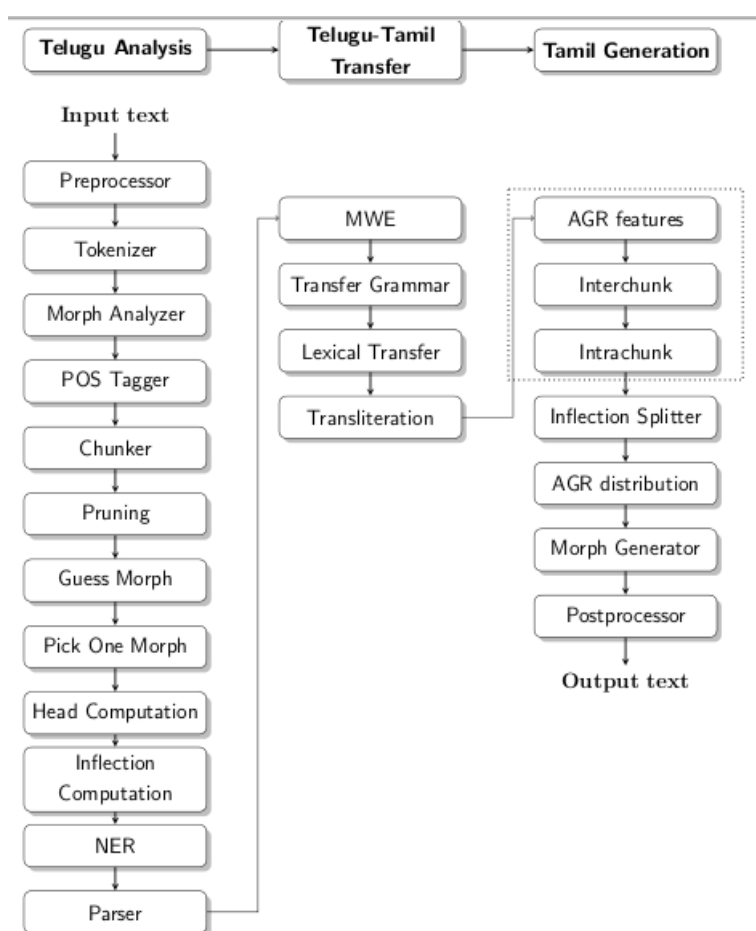 Telugu Analysis
Telugu-Tamil
Transfer
Tamil Generation
Input text
Preprocessor
Tokenizer
Morph Analyzer
POS Tagger
Chunker
Pruning
Guess Morph
Pick One Morph
Head Computation
Inflection
Computation
NER
Parser
MWE
Transfer Grammar
Lexical Transfer
Transliteration
AGR features
Interchunk
Intrachunk
Inflection Splitter
AGR distribution
Morph Generator
Postprocessor
Output text